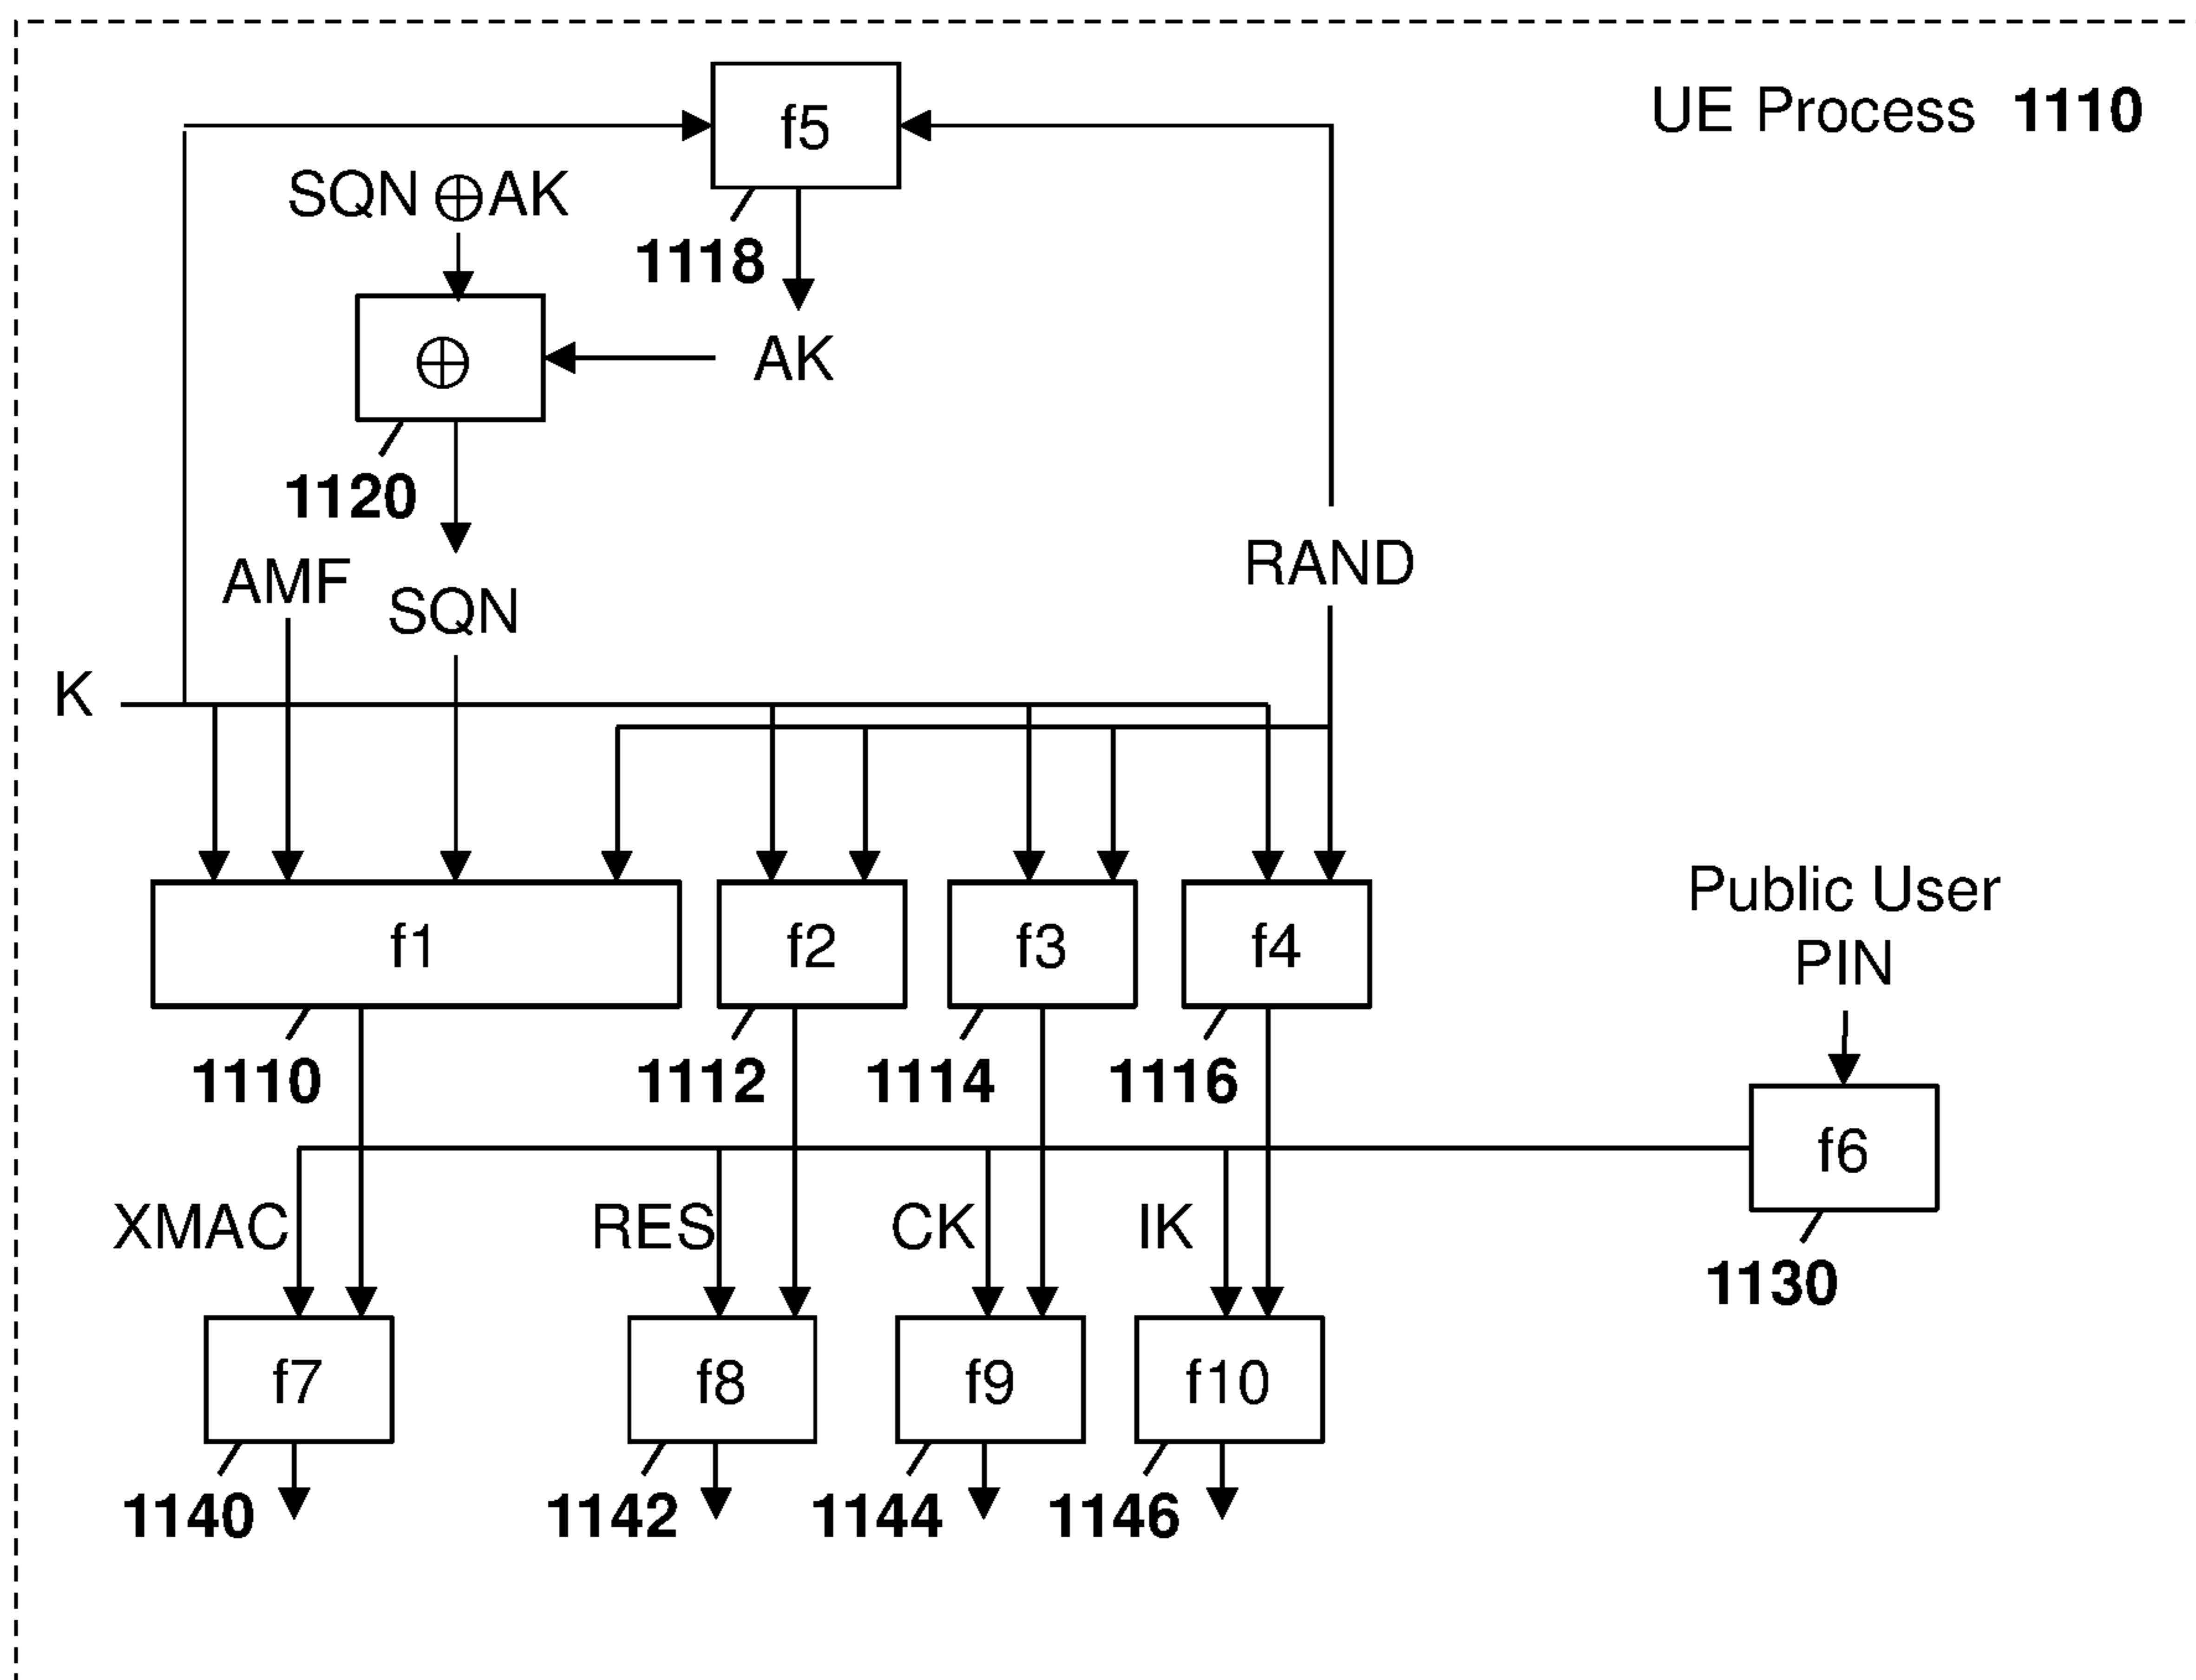 f5
UE Process 1110
SQN ⊕ AK
1118
⊕
AK
1120
RAND
AMF
SQN
K
f1
f2
f3
f4
Public User
PIN
1110
1112
1114
1116
f6
XMAC
RES
CK
IK
1130
f7
f8
f9
f10
1140
1142
1144
1146